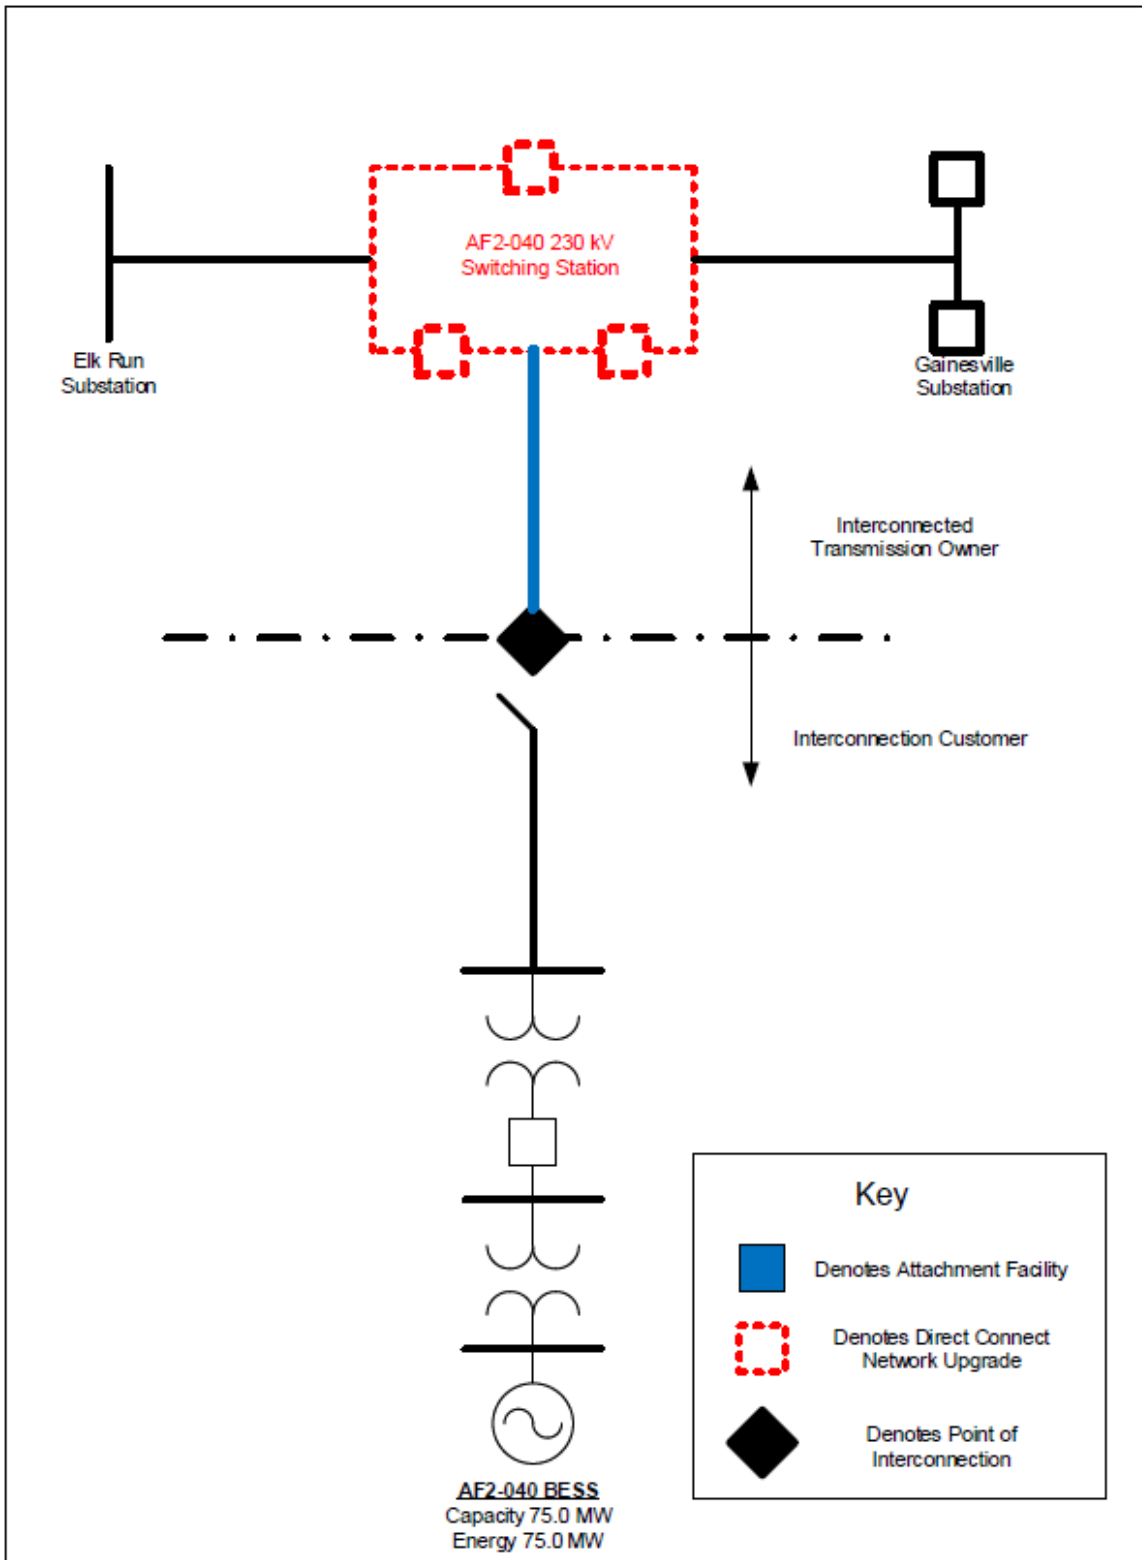 AF2-040 230 kV
Switching Station
Elk Run
Substation
Gainesville
Substation
Interconnected
Transmission Owner
Interconnection Customer
Key
Denotes Attachment Facility
Denotes Direct Connect
Network Upgrade
Denotes Point of
Interconnection
AF2-040 BESS
Capacity 75.0 MW
Energy 75.0 MW